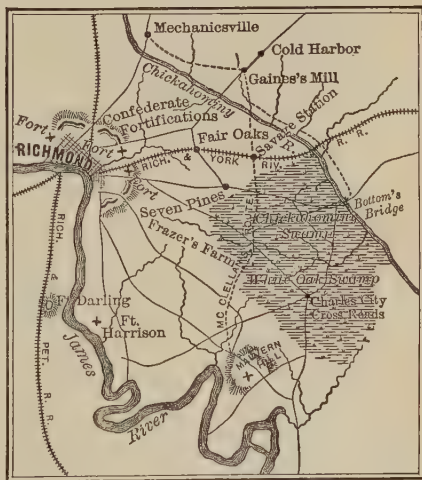 Mechanicsville
Cold Harbor
Gaines's Mill
Chickahominy
R.
Savage Station
Confederate
Fortifications
Fort
Fort
Fort
RICHMOND
Fair Oaks
RICH. & YORK RIV. R. R.
Seven Pines
Bottom's
Bridge
Chickahominy
Swamp
Frazer's Farm
MC CLELLAN'S ROUTE
White Oak Swamp
Charles City
Cross Roads
RICH. & PET. R. R.
Ft. Darling
Ft.
Harrison
MALVERN
HILL
James
River